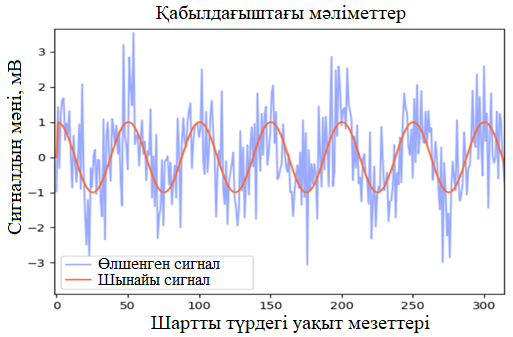 Қабылдағыштағы мәліметтер
Сигналдың мәні, мВ
3
2
1
0
−1
−2
−3
Өлшенген сигнал
Шынайы сигнал
0 50 100 150 200 250 300
Шартты түрдегі уақыт мезеттері